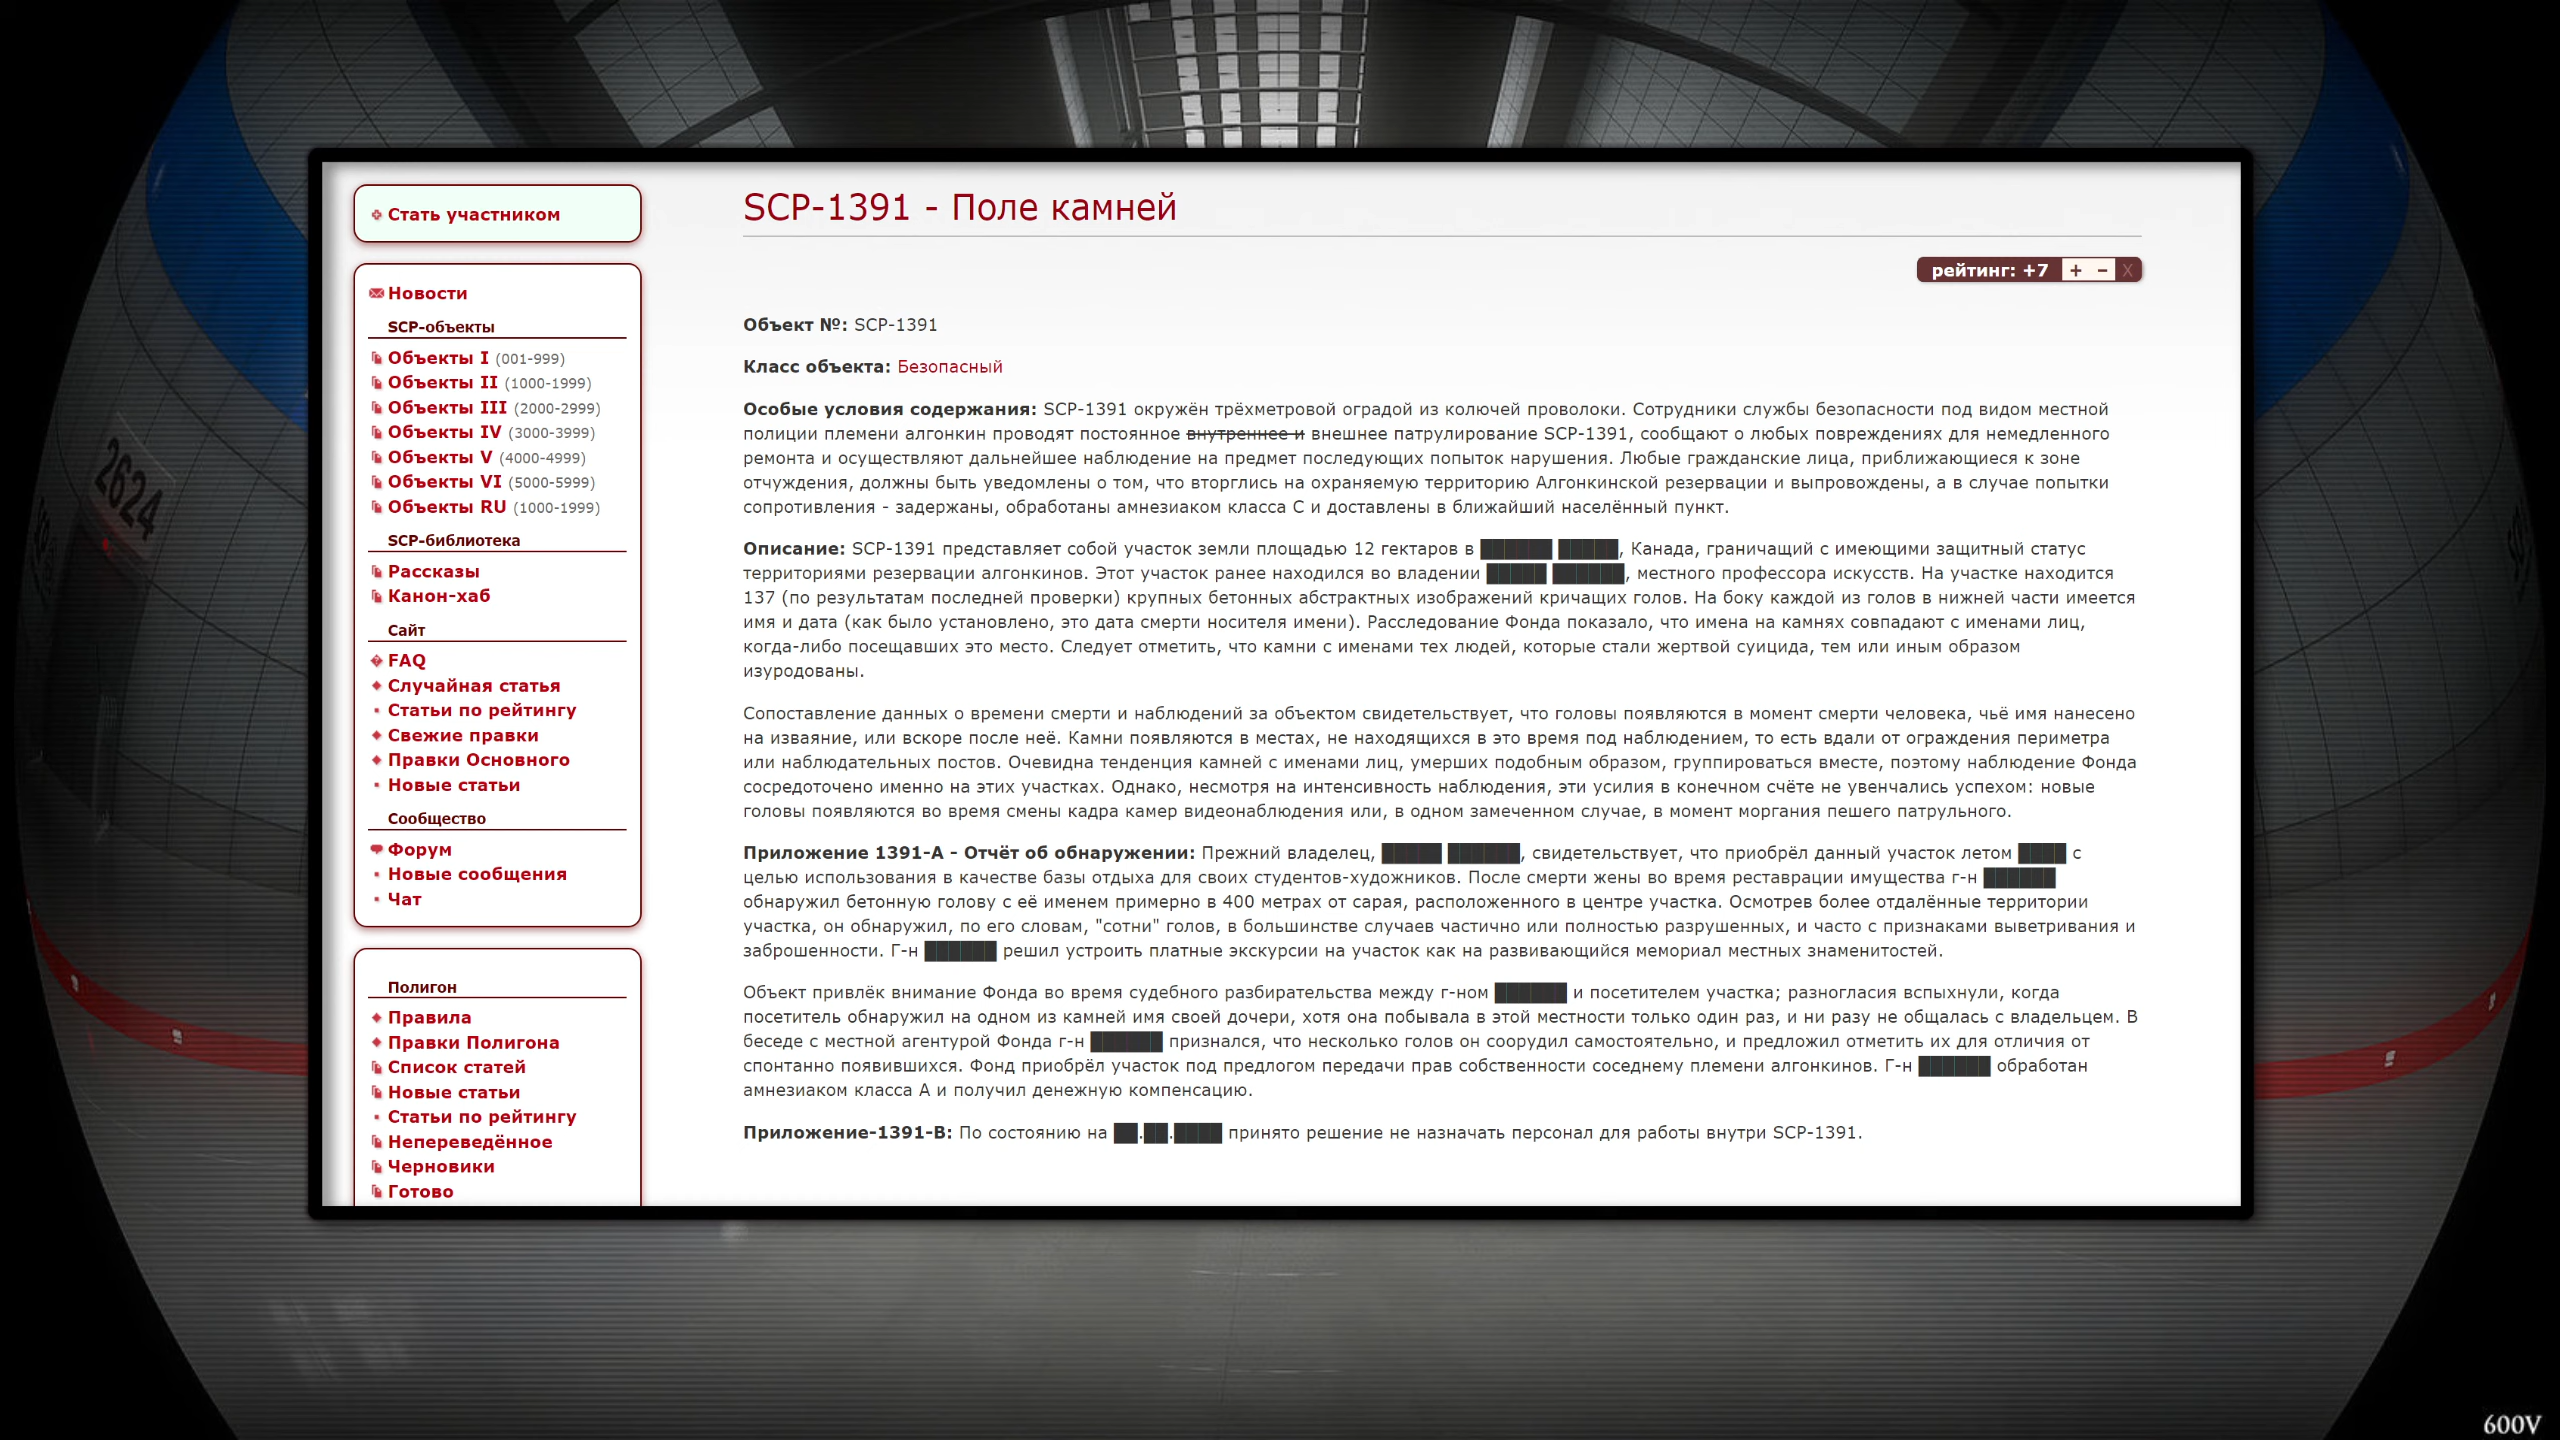 Стать участником
Новости
SCP-объекты
Объекты I (001-999)
Объекты II (1000-1999)
Объекты III (2000-2999)
Объекты IV (3000-3999)
Объекты V (4000-4999)
Объекты VI (5000-5999)
Объекты RU (1000-1999)
SCP-библиотека
Рассказы
Канон-хаб
Сайт
FAQ
Случайная статья
Статьи по рейтингу
Свежие правки
Правки Основного
Новые статьи
Сообщество
Форум
Новые сообщения
Чат
Полигон
Правила
Правки Полигона
Список статей
Новые статьи
Статьи по рейтингу
Непереведённое
Черновики
Готово
SCP-1391 - Поле камней
рейтинг: +7 + − X
Объект №: SCP-1391
Класс объекта: Безопасный
Особые условия содержания: SCP-1391 окружён трёхметровой оградой из колючей проволоки. Сотрудники службы безопасности под видом местной
полиции племени алгонкин проводят постоянное внутреннее и внешнее патрулирование SCP-1391, сообщают о любых повреждениях для немедленного
ремонта и осуществляют дальнейшее наблюдение на предмет последующих попыток нарушения. Любые гражданские лица, приближающиеся к зоне
отчуждения, должны быть уведомлены о том, что вторглись на охраняемую территорию Алгонкинской резервации и выпровождены, а в случае попытки
сопротивления - задержаны, обработаны амнезиаком класса С и доставлены в ближайший населённый пункт.
Описание: SCP-1391 представляет собой участок земли площадью 12 гектаров в ██████ █████, Канада, граничащий с имеющими защитный статус
территориями резервации алгонкинов. Этот участок ранее находился во владении █████ ██████, местного профессора искусств. На участке находится
137 (по результатам последней проверки) крупных бетонных абстрактных изображений кричащих голов. На боку каждой из голов в нижней части имеется
имя и дата (как было установлено, это дата смерти носителя имени). Расследование Фонда показало, что имена на камнях совпадают с именами лиц,
когда-либо посещавших это место. Следует отметить, что камни с именами тех людей, которые стали жертвой суицида, тем или иным образом
изуродованы.
Сопоставление данных о времени смерти и наблюдений за объектом свидетельствует, что головы появляются в момент смерти человека, чьё имя нанесено
на изваяние, или вскоре после неё. Камни появляются в местах, не находящихся в это время под наблюдением, то есть вдали от ограждения периметра
или наблюдательных постов. Очевидна тенденция камней с именами лиц, умерших подобным образом, группироваться вместе, поэтому наблюдение Фонда
сосредоточено именно на этих участках. Однако, несмотря на интенсивность наблюдения, эти усилия в конечном счёте не увенчались успехом: новые
головы появляются во время смены кадра камер видеонаблюдения или, в одном замеченном случае, в момент моргания пешего патрульного.
Приложение 1391-А - Отчёт об обнаружении: Прежний владелец, █████ ██████, свидетельствует, что приобрёл данный участок летом ████ с
целью использования в качестве базы отдыха для своих студентов-художников. После смерти жены во время реставрации имущества г-н ██████
обнаружил бетонную голову с её именем примерно в 400 метрах от сарая, расположенного в центре участка. Осмотрев более отдалённые территории
участка, он обнаружил, по его словам, "сотни" голов, в большинстве случаев частично или полностью разрушенных, и часто с признаками выветривания и
заброшенности. Г-н ██████ решил устроить платные экскурсии на участок как на развивающийся мемориал местных знаменитостей.
Объект привлёк внимание Фонда во время судебного разбирательства между г-ном ██████ и посетителем участка; разногласия вспыхнули, когда
посетитель обнаружил на одном из камней имя своей дочери, хотя она побывала в этой местности только один раз, и ни разу не общалась с владельцем. В
беседе с местной агентурой Фонда г-н ██████ признался, что несколько голов он соорудил самостоятельно, и предложил отметить их для отличия от
спонтанно появившихся. Фонд приобрёл участок под предлогом передачи прав собственности соседнему племени алгонкинов. Г-н ██████ обработан
амнезиаком класса А и получил денежную компенсацию.
Приложение-1391-В: По состоянию на ██.██.████ принято решение не назначать персонал для работы внутри SCP-1391.
2624
600V